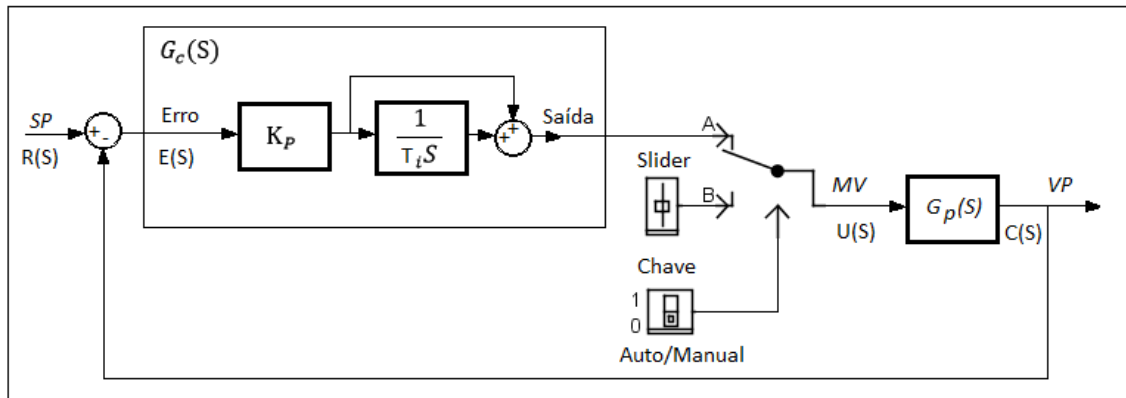 G_c(S)
SP
R(S)
+
-
Erro
E(S)
K_P
1
T_i S
+
+
Saída
A
Slider
B
Chave
1
0
Auto/Manual
MV
U(S)
G_p(S)
VP
C(S)